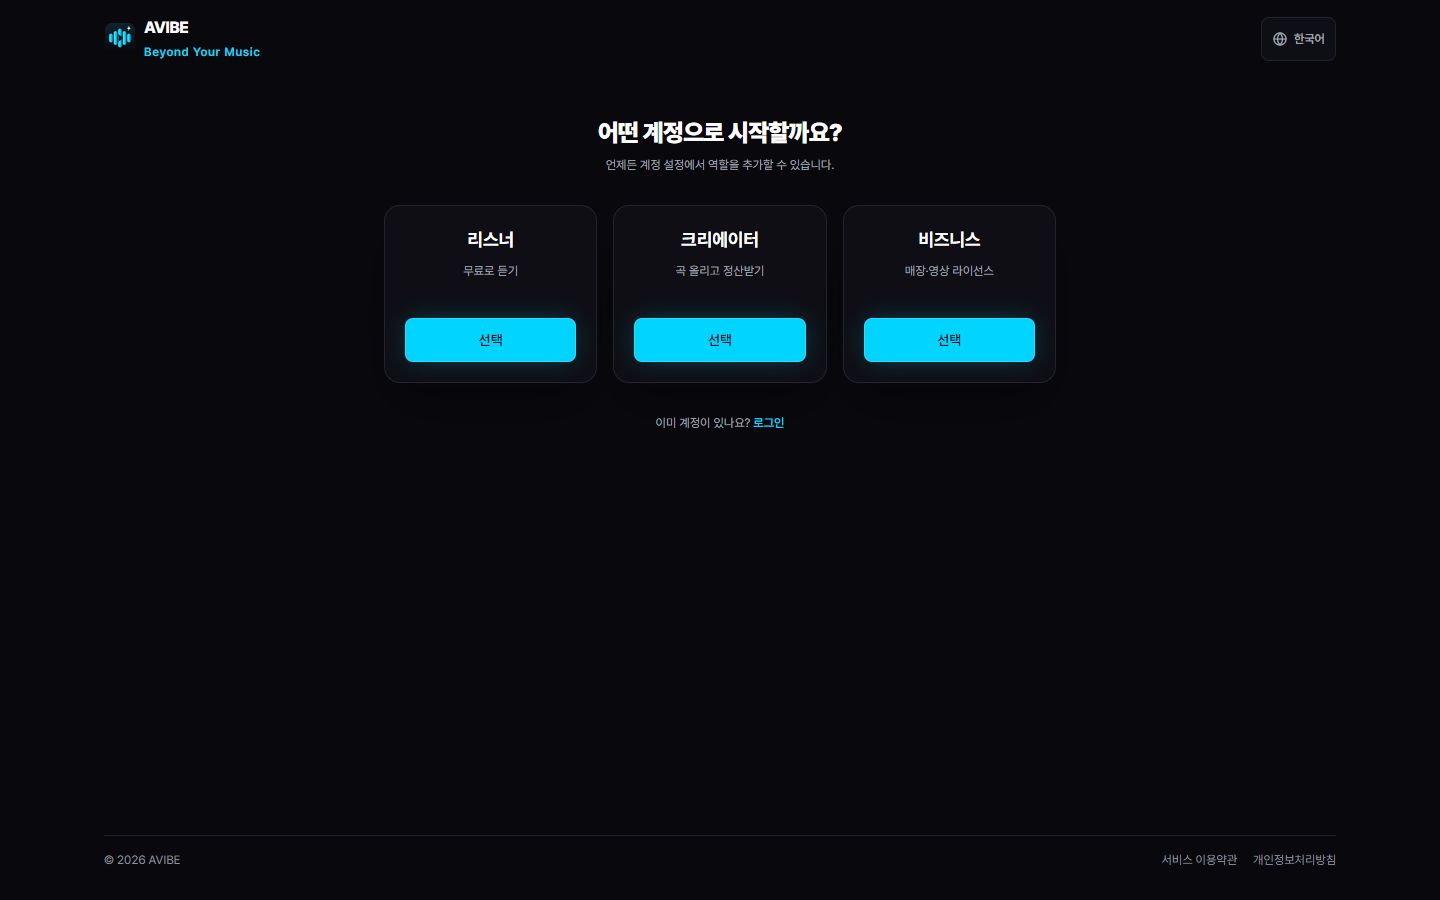 AVIBE
Beyond Your Music
한국어
어떤 계정으로 시작할까요?
언제든 계정 설정에서 역할을 추가할 수 있습니다.
리스너
무료로 듣기
선택
크리에이터
곡 올리고 정산받기
선택
비즈니스
매장·영상 라이선스
선택
이미 계정이 있나요? 로그인
© 2026 AVIBE
서비스 이용약관
개인정보처리방침